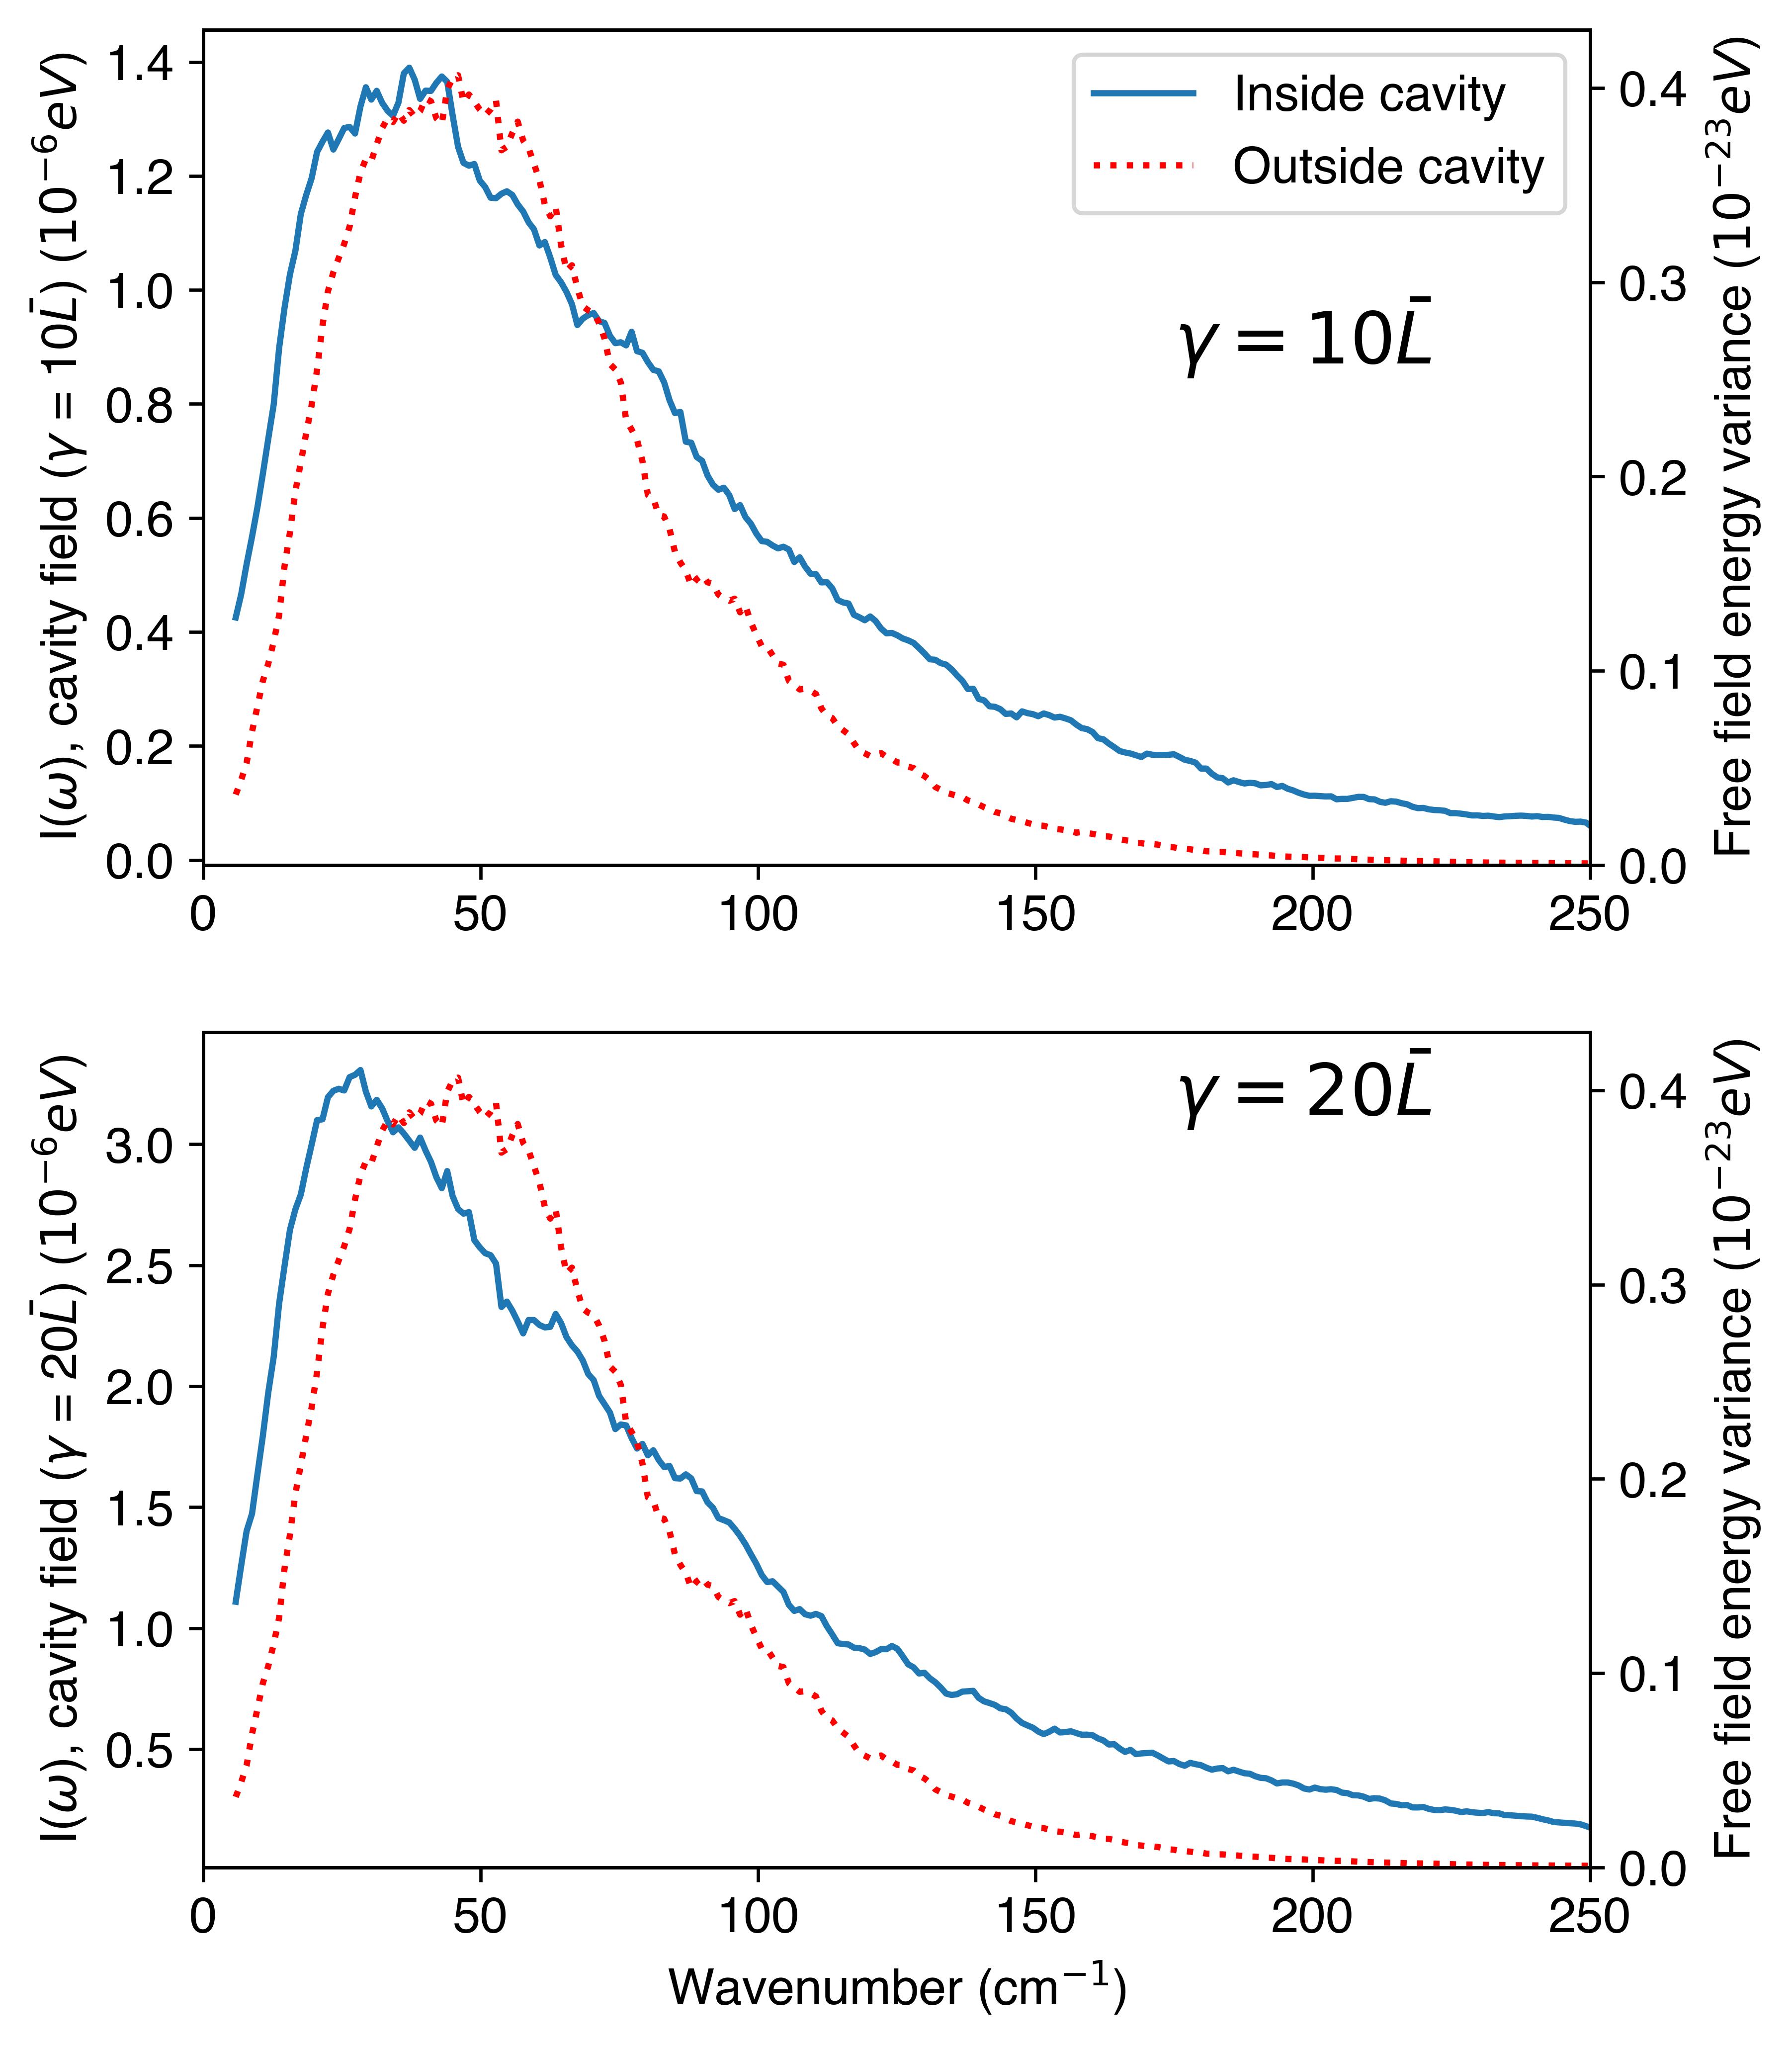 I(ω), cavity field (γ = 10L̄) (10⁻⁶eV)
1.4
1.2
1.0
0.8
0.6
0.4
0.2
0.0
Inside cavity
Outside cavity
γ = 10L̄
0.4
0.3
0.2
0.1
0.0
Free field energy variance (10⁻²³eV)
0 50 100 150 200 250
I(ω), cavity field (γ = 20L̄) (10⁻⁶eV)
3.0
2.5
2.0
1.5
1.0
0.5
γ = 20L̄
0.4
0.3
0.2
0.1
0.0
Free field energy variance (10⁻²³eV)
0 50 100 150 200 250
Wavenumber (cm⁻¹)